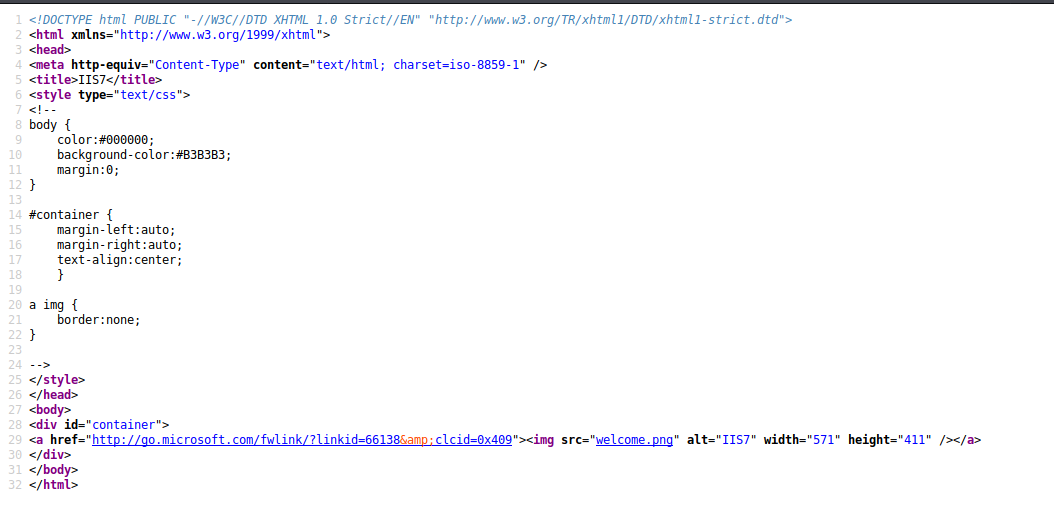 1 <!DOCTYPE html PUBLIC "-//W3C//DTD XHTML 1.0 Strict//EN" "http://www.w3.org/TR/xhtml1/DTD/xhtml1-strict.dtd">
2 <html xmlns="http://www.w3.org/1999/xhtml">
3 <head>
4 <meta http-equiv="Content-Type" content="text/html; charset=iso-8859-1" />
5 <title>IIS7</title>
6 <style type="text/css">
7 <!--
8 body {
9     color:#000000;
10     background-color:#B3B3B3;
11     margin:0;
12 }
13
14 #container {
15     margin-left:auto;
16     margin-right:auto;
17     text-align:center;
18     }
19
20 a img {
21     border:none;
22 }
23
24 -->
25 </style>
26 </head>
27 <body>
28 <div id="container">
29 <a href="http://go.microsoft.com/fwlink/?linkid=66138&amp;clcid=0x409"><img src="welcome.png" alt="IIS7" width="571" height="411" /></a>
30 </div>
31 </body>
32 </html>